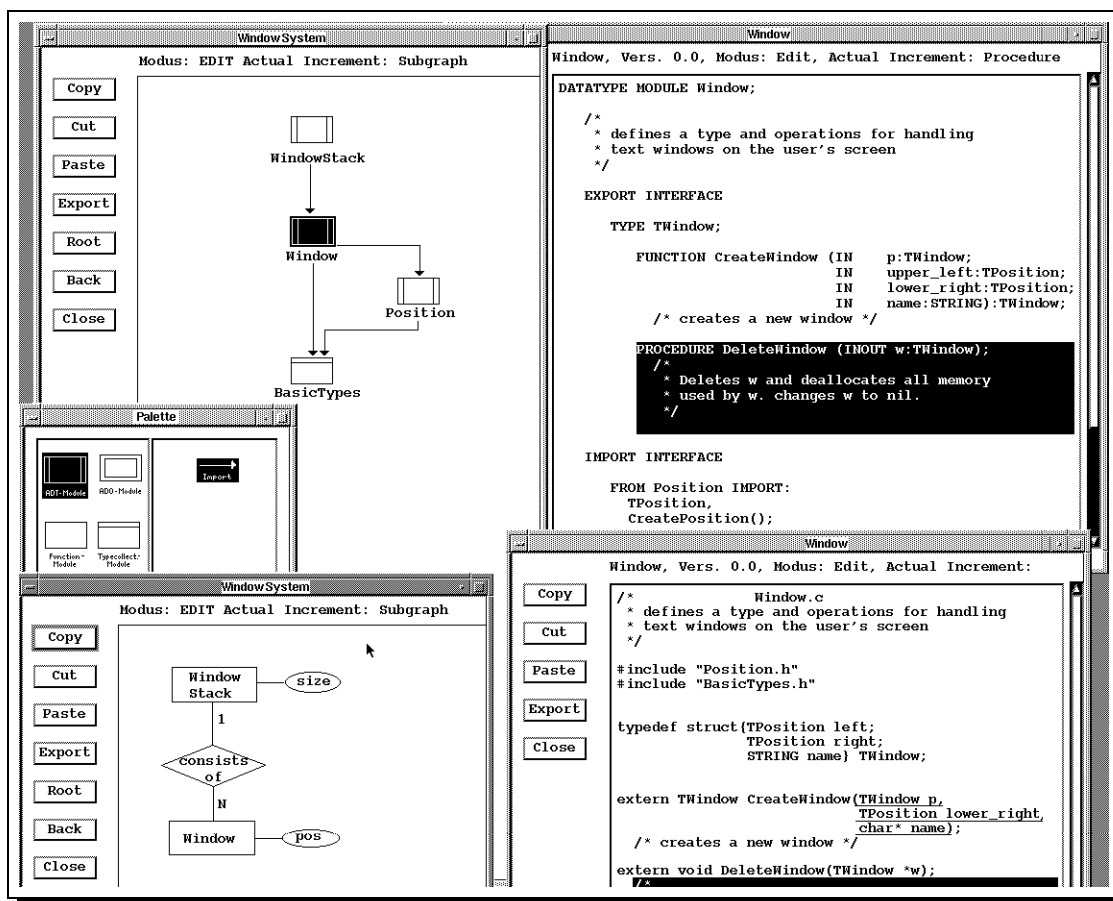 WindowSystem
Modus: EDIT Actual Increment: Subgraph
Copy
Cut
Paste
Export
Root
Back
Close
WindowStack
Window
Position
BasicTypes
Window
Window, Vers. 0.0, Modus: Edit, Actual Increment: Procedure
DATATYPE MODULE Window;
/*
* defines a type and operations for handling
* text windows on the user's screen
*/
EXPORT INTERFACE
TYPE TWindow;
FUNCTION CreateWindow (IN p:TWindow;
IN upper_left:TPosition;
IN lower_right:TPosition;
IN name:STRING):TWindow;
/* creates a new window */
PROCEDURE DeleteWindow (INOUT w:TWindow);
/*
* Deletes w and deallocates all memory
* used by w. changes w to nil.
*/
IMPORT INTERFACE
FROM Position IMPORT:
TPosition,
CreatePosition();
Palette
ADT-Module
ADO-Module
Import
Function-
Module
Typecollect.-
Module
WindowSystem
Modus: EDIT Actual Increment: Subgraph
Copy
Cut
Paste
Export
Root
Back
Close
Window
Stack
size
1
consists
of
N
Window
pos
Window
Window, Vers. 0.0, Modus: Edit, Actual Increment:
Copy
Cut
Paste
Export
Close
/* Window.c
* defines a type and operations for handling
* text windows on the user's screen
*/
#include "Position.h"
#include "BasicTypes.h"
typedef struct{TPosition left;
TPosition right;
STRING name} TWindow;
extern TWindow CreateWindow(TWindow p,
TPosition lower_right,
char* name);
/* creates a new window */
extern void DeleteWindow(TWindow *w);
/*